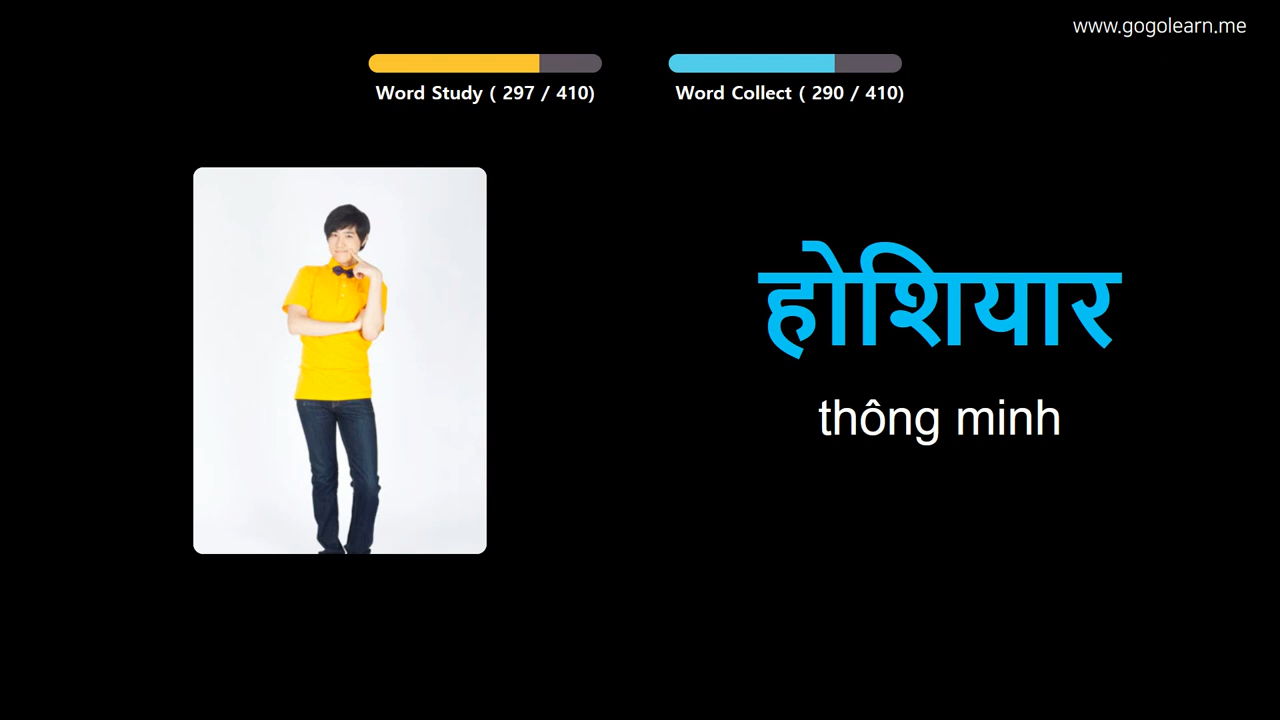 www.gogolearn.me
Word Study ( 297 / 410)
Word Collect ( 290 / 410)
होशियार
thông minh